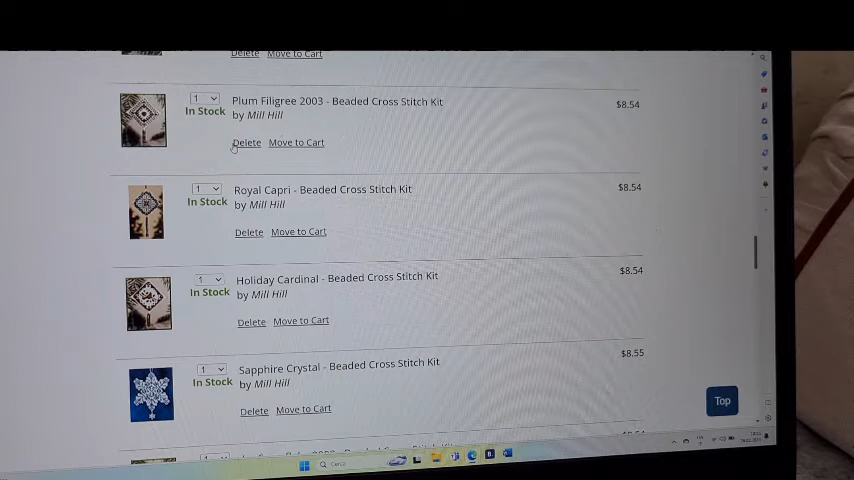 Delete Move to Cart
1 Plum Filigree 2003 - Beaded Cross Stitch Kit $8.54
In Stock by Mill Hill
Delete Move to Cart
1 Royal Capri - Beaded Cross Stitch Kit $8.54
In Stock by Mill Hill
Delete Move to Cart
1 Holiday Cardinal - Beaded Cross Stitch Kit $8.54
In Stock by Mill Hill
Delete Move to Cart
1 Sapphire Crystal - Beaded Cross Stitch Kit $8.55
In Stock by Mill Hill
Delete Move to Cart
Top
Cerca